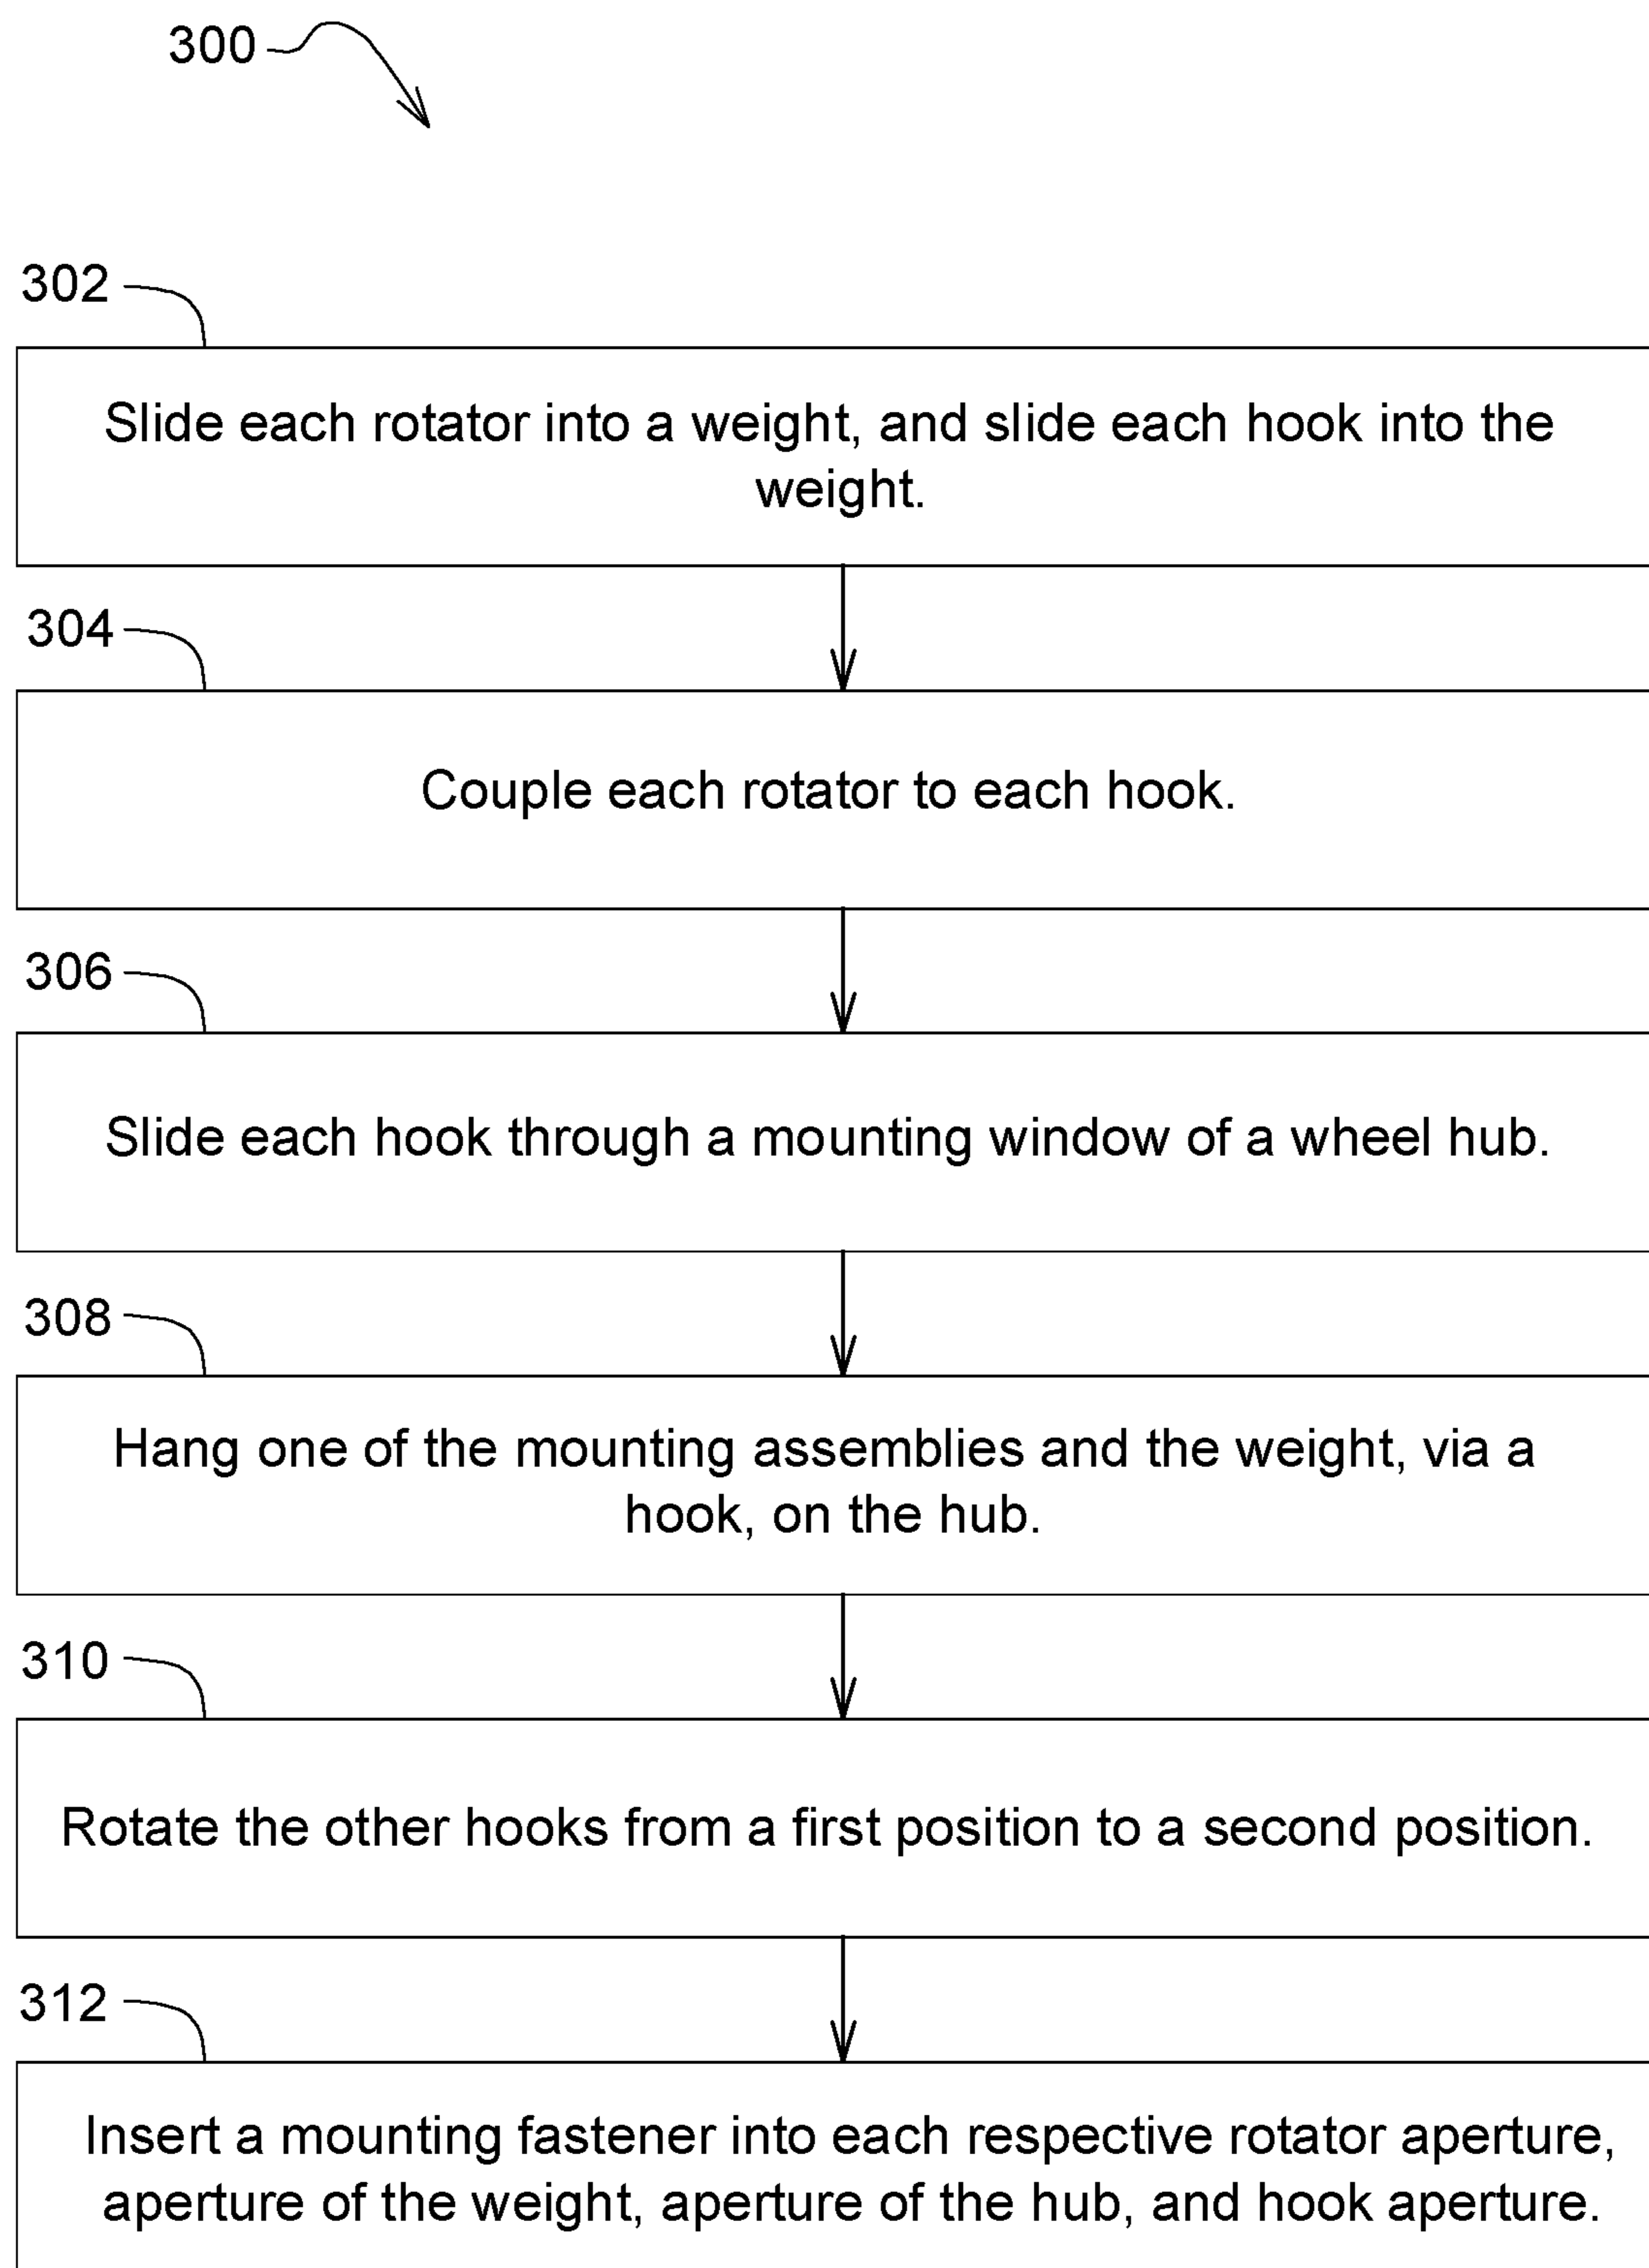 300
302
Slide each rotator into a weight, and slide each hook into the
weight.
304
Couple each rotator to each hook.
306
Slide each hook through a mounting window of a wheel hub.
308
Hang one of the mounting assemblies and the weight, via a
hook, on the hub.
310
Rotate the other hooks from a first position to a second position.
312
Insert a mounting fastener into each respective rotator aperture,
aperture of the weight, aperture of the hub, and hook aperture.